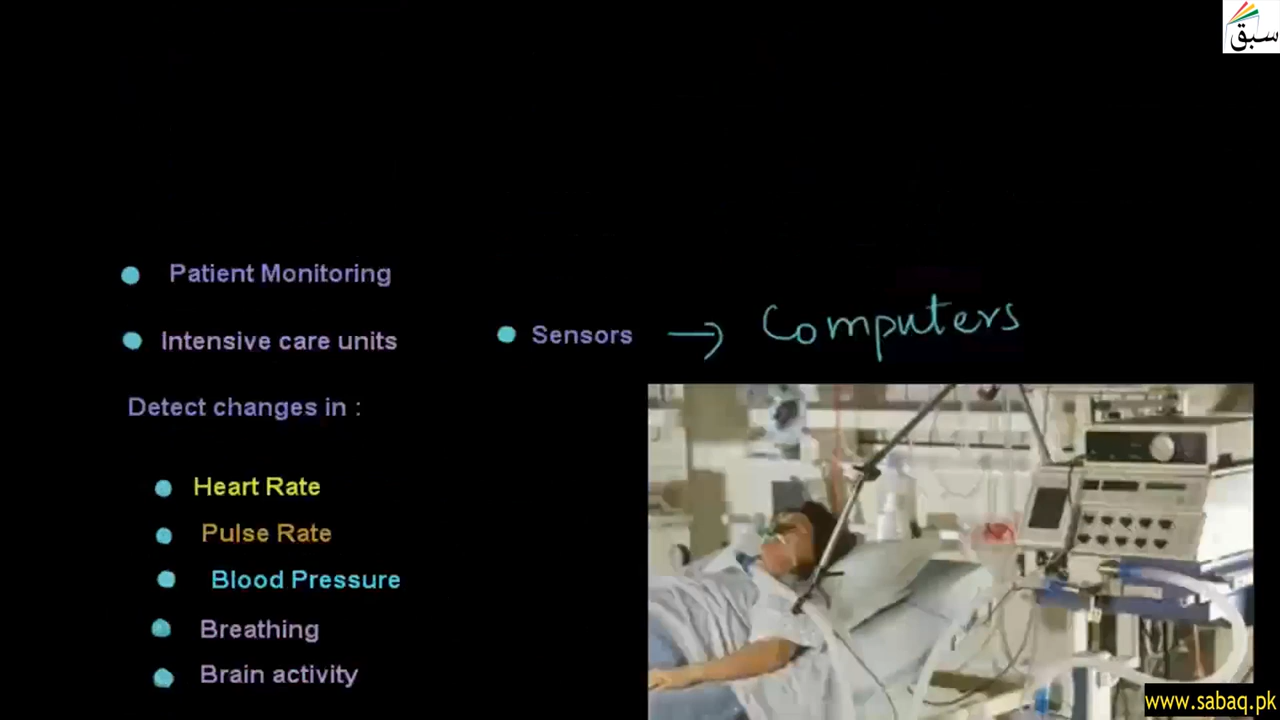 سبق
Patient Monitoring
Intensive care units
Sensors → Computers
Detect changes in :
Heart Rate
Pulse Rate
Blood Pressure
Breathing
Brain activity
www.sabaq.pk